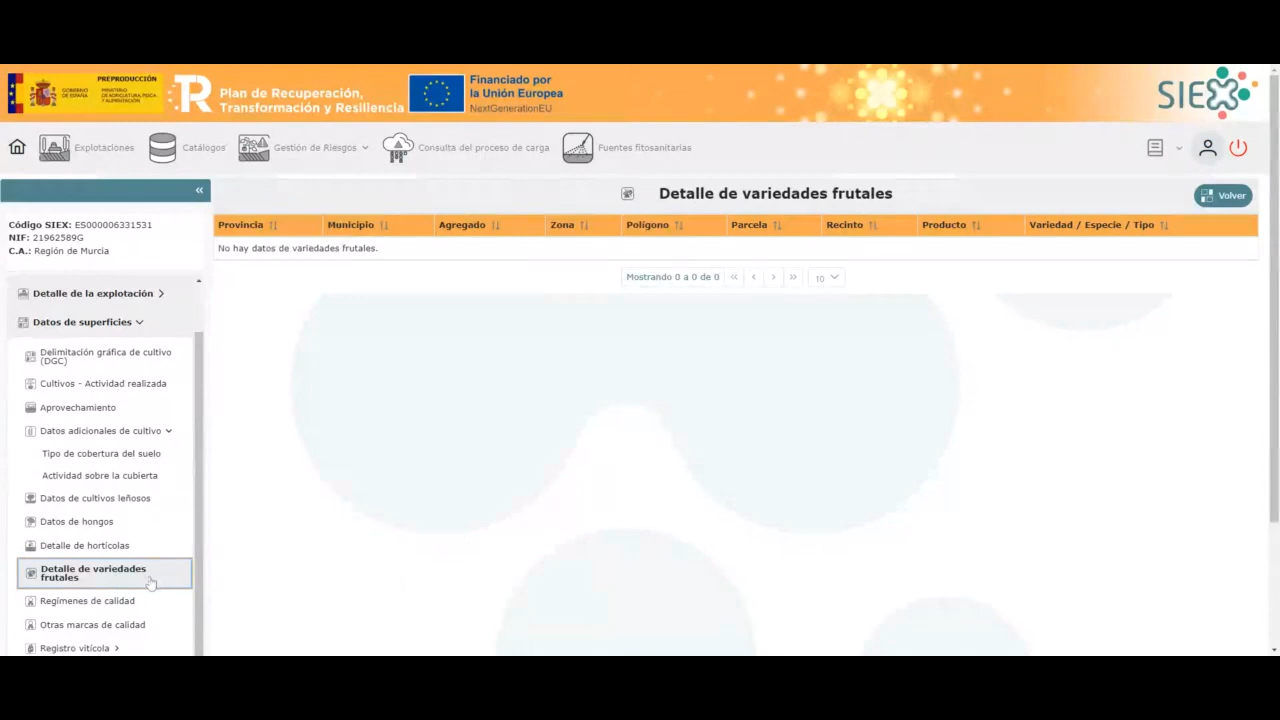 PREPRODUCCIÓN
GOBIERNO DE ESPAÑA
MINISTERIO DE AGRICULTURA, PESCA Y ALIMENTACIÓN
R
Plan de Recuperación,
Transformación y Resiliencia
Financiado por
la Unión Europea
NextGenerationEU
SIEX
Explotaciones
Catálogos
Gestión de Riesgos
Consulta del proceso de carga
Fuentes fitosanitarias
«
Código SIEX: ES000006331531
NIF: 21962589G
C.A.: Región de Murcia
Detalle de la explotación
Datos de superficies
Delimitación gráfica de cultivo
(DGC)
Cultivos - Actividad realizada
Aprovechamiento
Datos adicionales de cultivo
Tipo de cobertura del suelo
Actividad sobre la cubierta
Datos de cultivos leñosos
Datos de hongos
Detalle de hortícolas
Detalle de variedades
frutales
Regímenes de calidad
Otras marcas de calidad
Registro vitícola
Detalle de variedades frutales
Volver
Provincia Municipio Agregado Zona Polígono Parcela Recinto Producto Variedad / Especie / Tipo
No hay datos de variedades frutales.
Mostrando 0 a 0 de 0 « ‹ › » 10